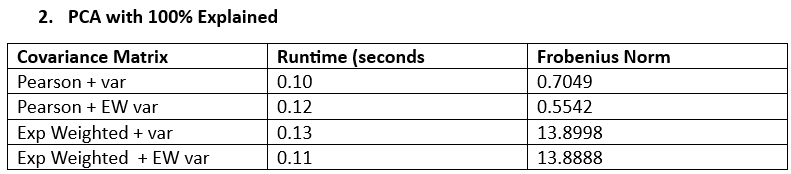 2. PCA with 100% Explained
Covariance Matrix Runtime (seconds Frobenius Norm
Pearson + var 0.10 0.7049
Pearson + EW var 0.12 0.5542
Exp Weighted + var 0.13 13.8998
Exp Weighted + EW var 0.11 13.8888